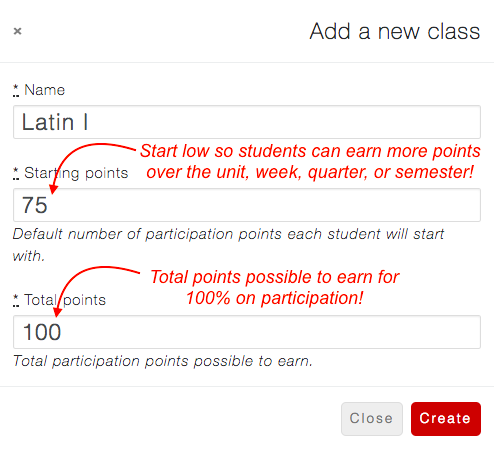 ×
Add a new class
* Name
Latin I
Start low so students can earn more points
over the unit, week, quarter, or semester!
* Starting points
75
Default number of participation points each student will start
with.
Total points possible to earn for
100% on participation!
* Total points
100
Total participation points possible to earn.
Close
Create